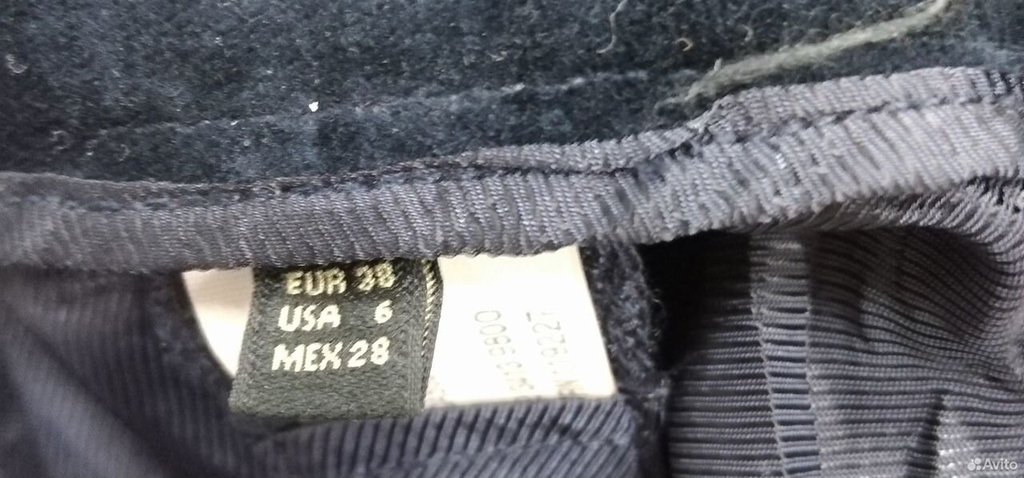 EUR 38
USA 6
MEX 28
Avito